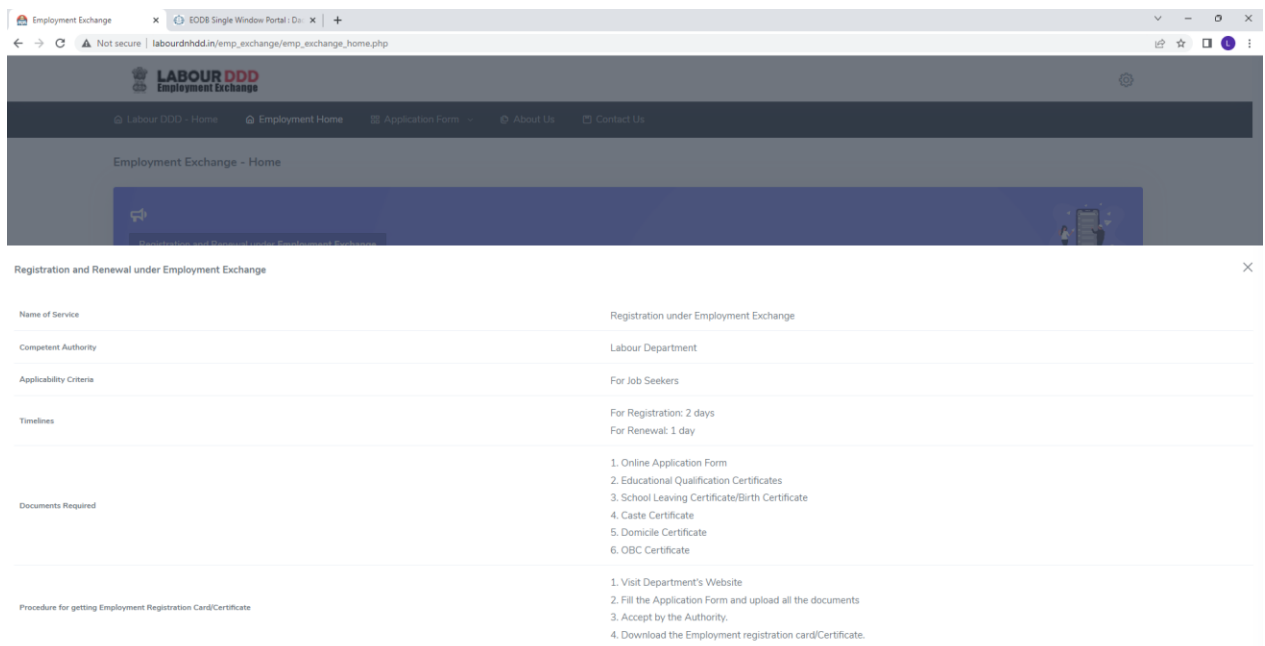 Employment Exchange
EODB Single Window Portal : Da
Not secure | labourdnhdd.in/emp_exchange/emp_exchange_home.php
L
LABOUR DDD
Employment Exchange
Labour DDD - Home Employment Home Application Form About Us Contact Us
Employment Exchange - Home
Registration and Renewal under Employment Exchange
Registration and Renewal under Employment Exchange
Name of Service Registration under Employment Exchange
Competent Authority Labour Department
Applicability Criteria For Job Seekers
Timelines For Registration: 2 days
For Renewal: 1 day
1. Online Application Form
2. Educational Qualification Certificates
3. School Leaving Certificate/Birth Certificate
Documents Required
4. Caste Certificate
5. Domicile Certificate
6. OBC Certificate
1. Visit Department's Website
Procedure for getting Employment Registration Card/Certificate 2. Fill the Application Form and upload all the documents
3. Accept by the Authority.
4. Download the Employment registration card/Certificate.